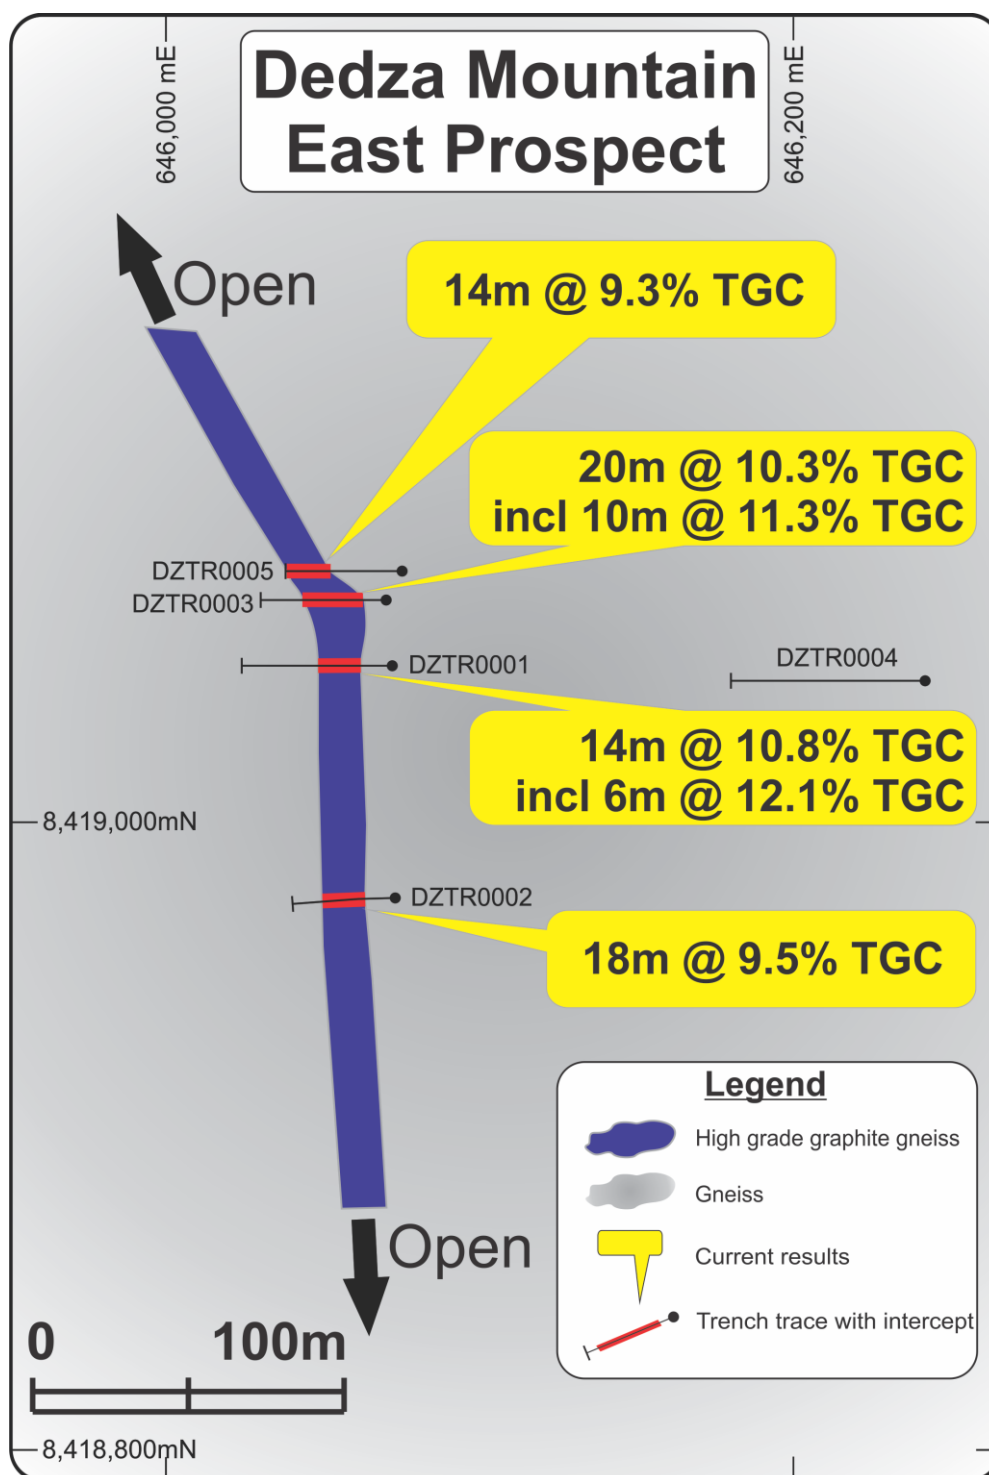 646,000 mE
646,200 mE
Dedza Mountain
East Prospect
Open
14m @ 9.3% TGC
20m @ 10.3% TGC
incl 10m @ 11.3% TGC
DZTR0005
DZTR0003
DZTR0001
DZTR0004
14m @ 10.8% TGC
incl 6m @ 12.1% TGC
8,419,000mN
DZTR0002
18m @ 9.5% TGC
Legend
High grade graphite gneiss
Gneiss
Current results
Trench trace with intercept
Open
0 100m
8,418,800mN